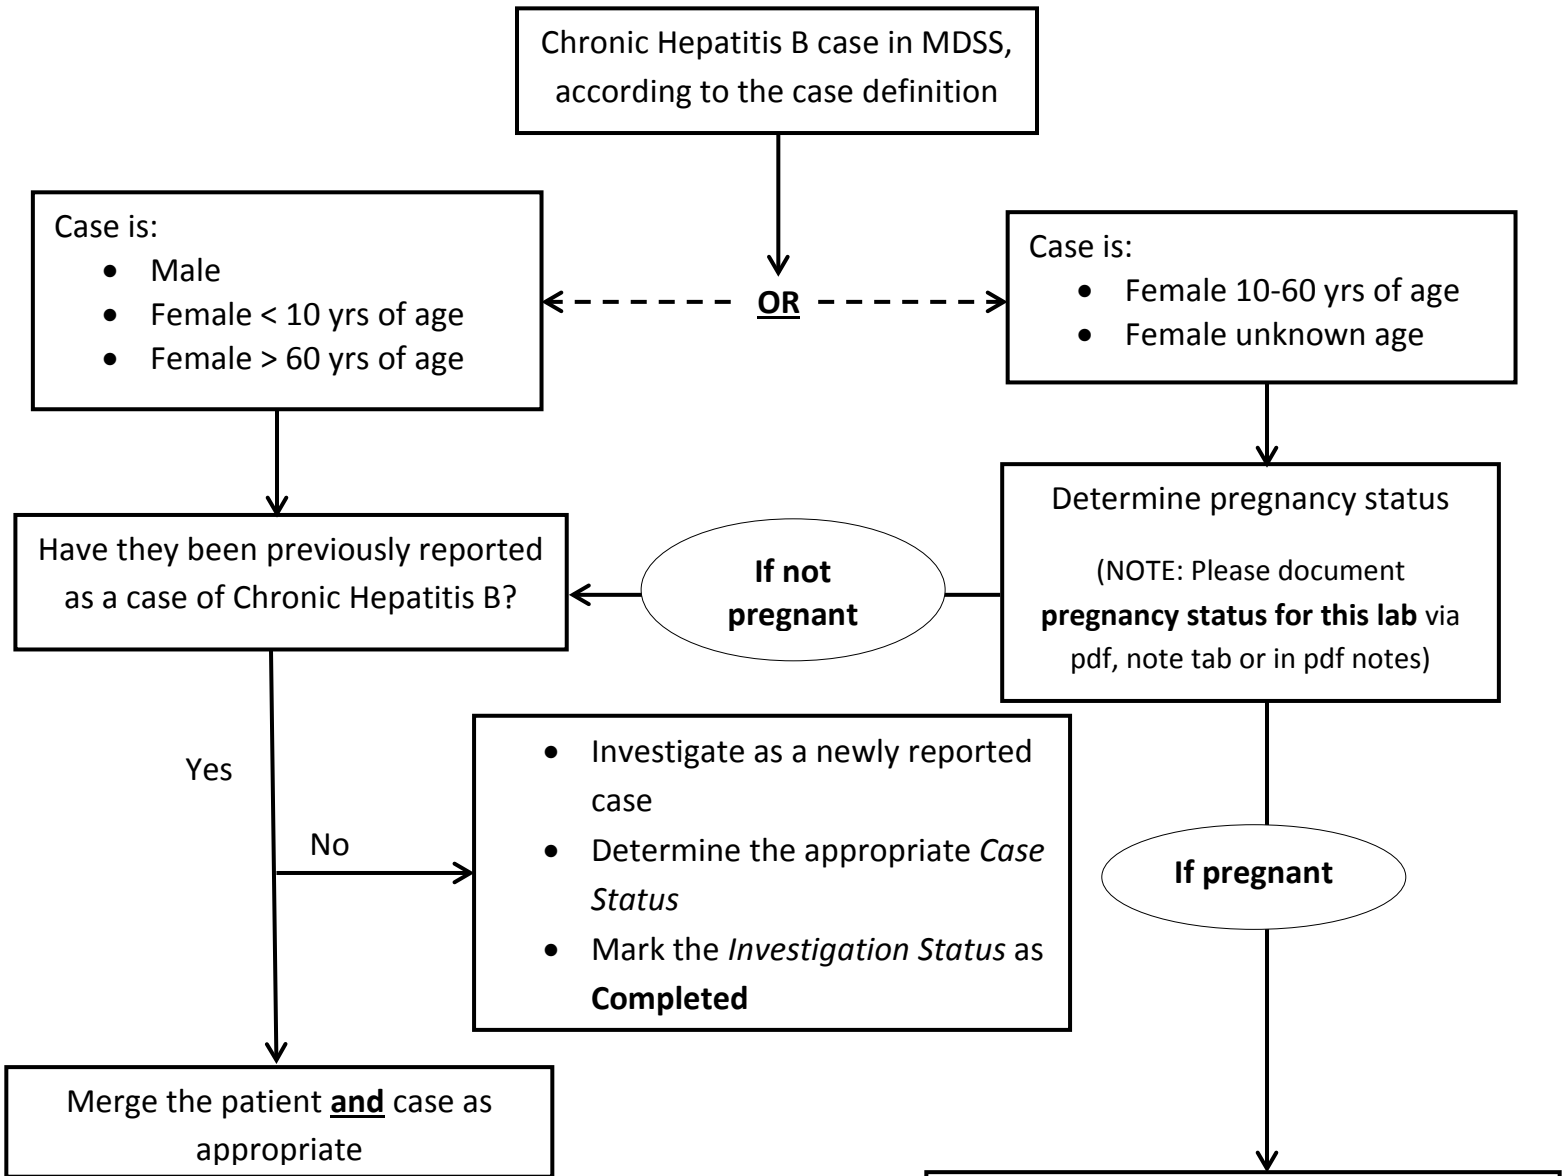 Chronic Hepatitis B case in MDSS,
according to the case definition
Case is:
• Male
• Female < 10 yrs of age
• Female > 60 yrs of age
OR
Case is:
• Female 10-60 yrs of age
• Female unknown age
Have they been previously reported
as a case of Chronic Hepatitis B?
If not
pregnant
Determine pregnancy status
(NOTE: Please document
pregnancy status for this lab via
pdf, note tab or in pdf notes)
Yes
No
• Investigate as a newly reported
case
• Determine the appropriate Case
Status
• Mark the Investigation Status as
Completed
If pregnant
Merge the patient and case as
appropriate